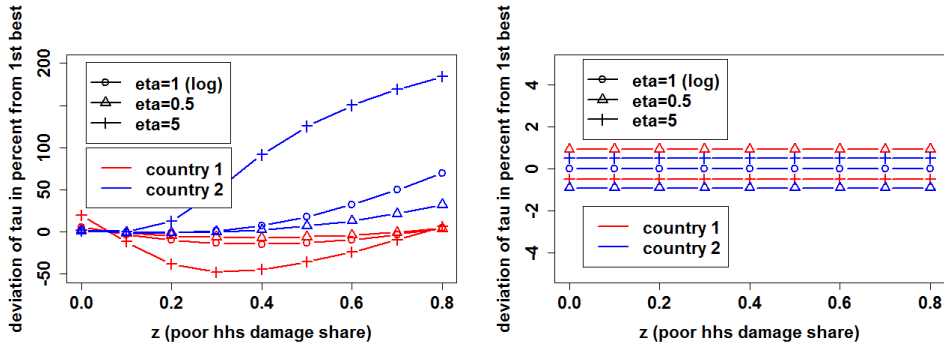 deviation of tau in percent from 1st best
200
100
50
0
-50
eta=1 (log)
eta=0.5
eta=5
country 1
country 2
0.0 0.2 0.4 0.6 0.8
z (poor hhs damage share)
deviation of tau in percent from 1st best
4
2
0
-2
-4
eta=1 (log)
eta=0.5
eta=5
country 1
country 2
0.0 0.2 0.4 0.6 0.8
z (poor hhs damage share)